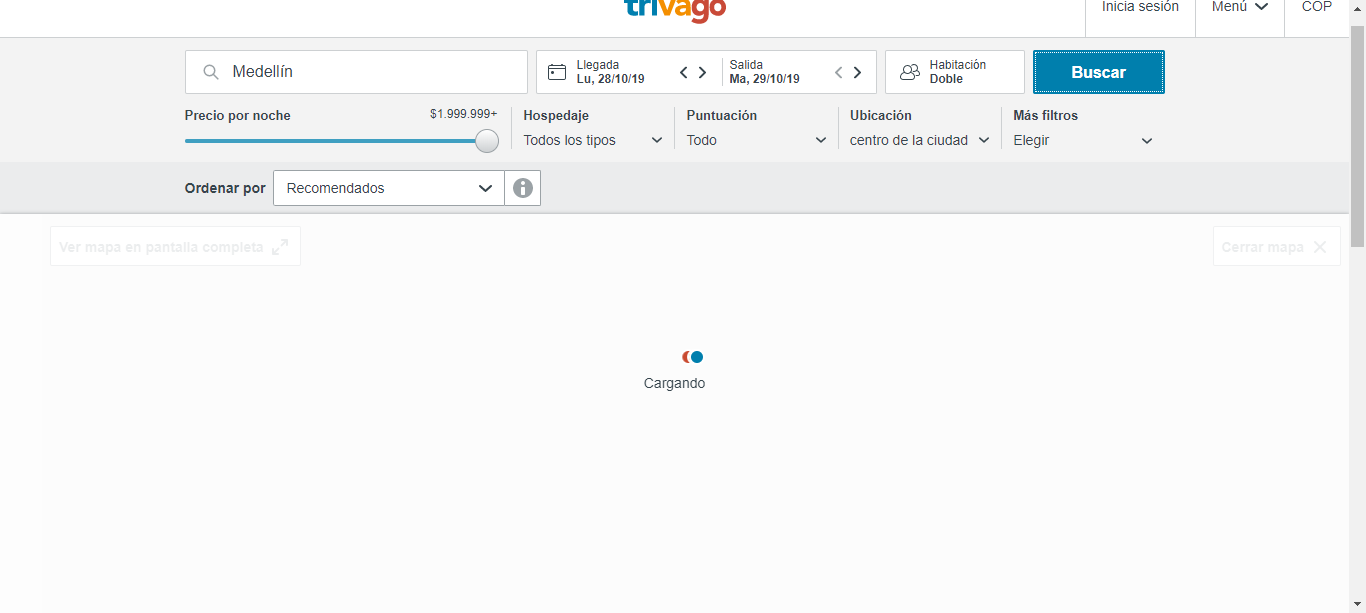 trivago
Inicia sesión
Menú
COP
Medellín
Llegada
Lu, 28/10/19
Salida
Ma, 29/10/19
Habitación
Doble
Buscar
Precio por noche
$1.999.999+
Hospedaje
Todos los tipos
Puntuación
Todo
Ubicación
centro de la ciudad
Más filtros
Elegir
Ordenar por
Recomendados
Ver mapa en pantalla completa
Cerrar mapa
Cargando